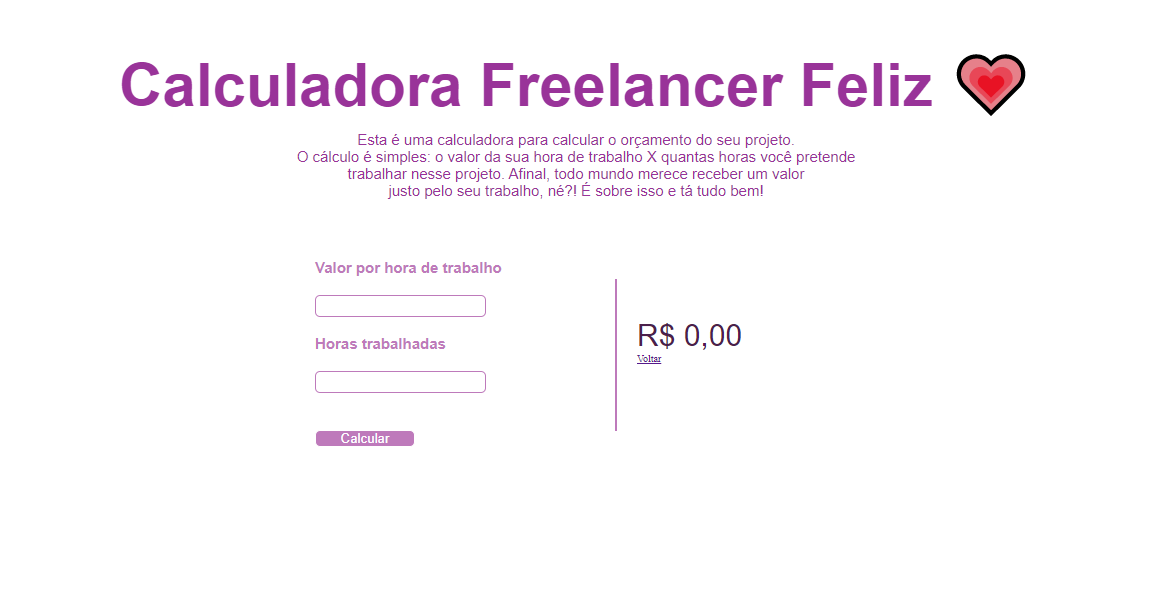 Calculadora Freelancer Feliz
Esta é uma calculadora para calcular o orçamento do seu projeto.
O cálculo é simples: o valor da sua hora de trabalho X quantas horas você pretende
trabalhar nesse projeto. Afinal, todo mundo merece receber um valor
justo pelo seu trabalho, né?! É sobre isso e tá tudo bem!
Valor por hora de trabalho
Horas trabalhadas
Calcular
R$ 0,00
Voltar